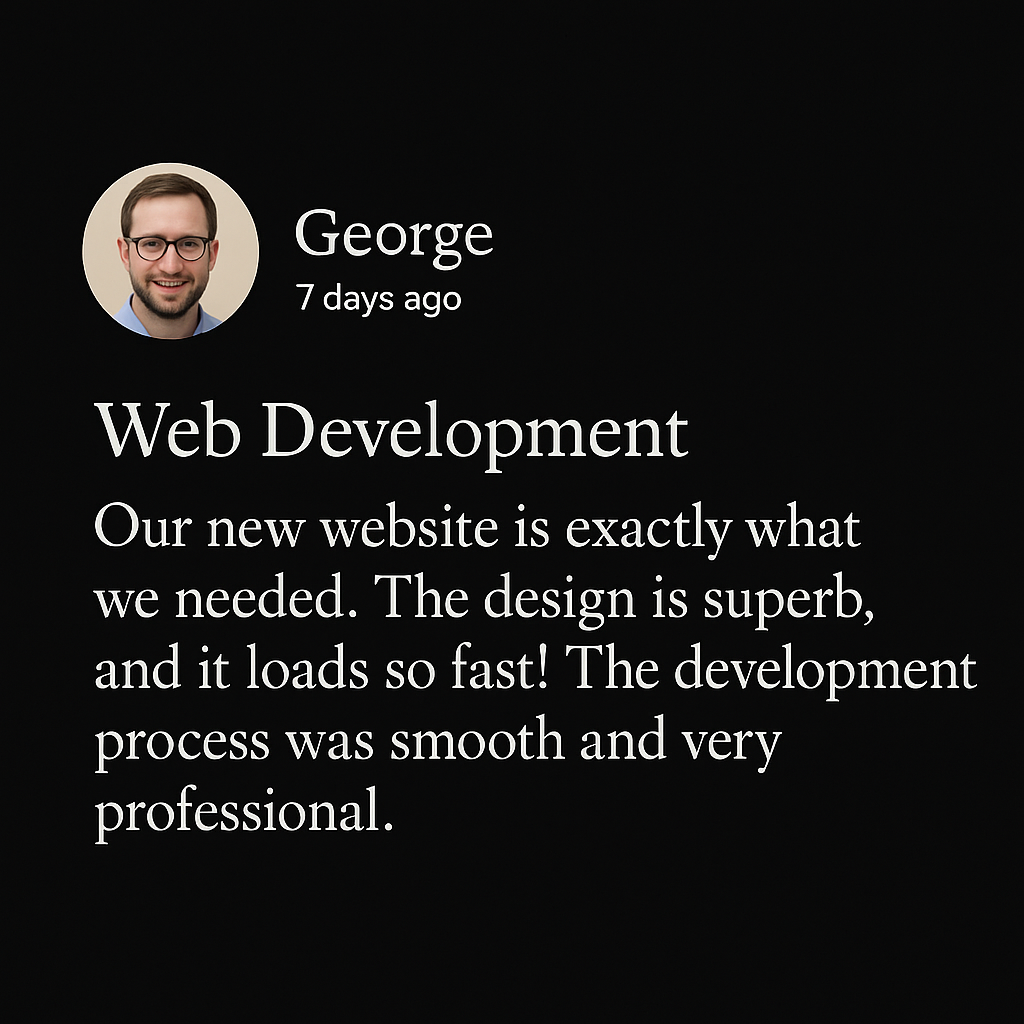 George
7 days ago
Web Development
Our new website is exactly what
we needed. The design is superb,
and it loads so fast! The development
process was smooth and very
professional.